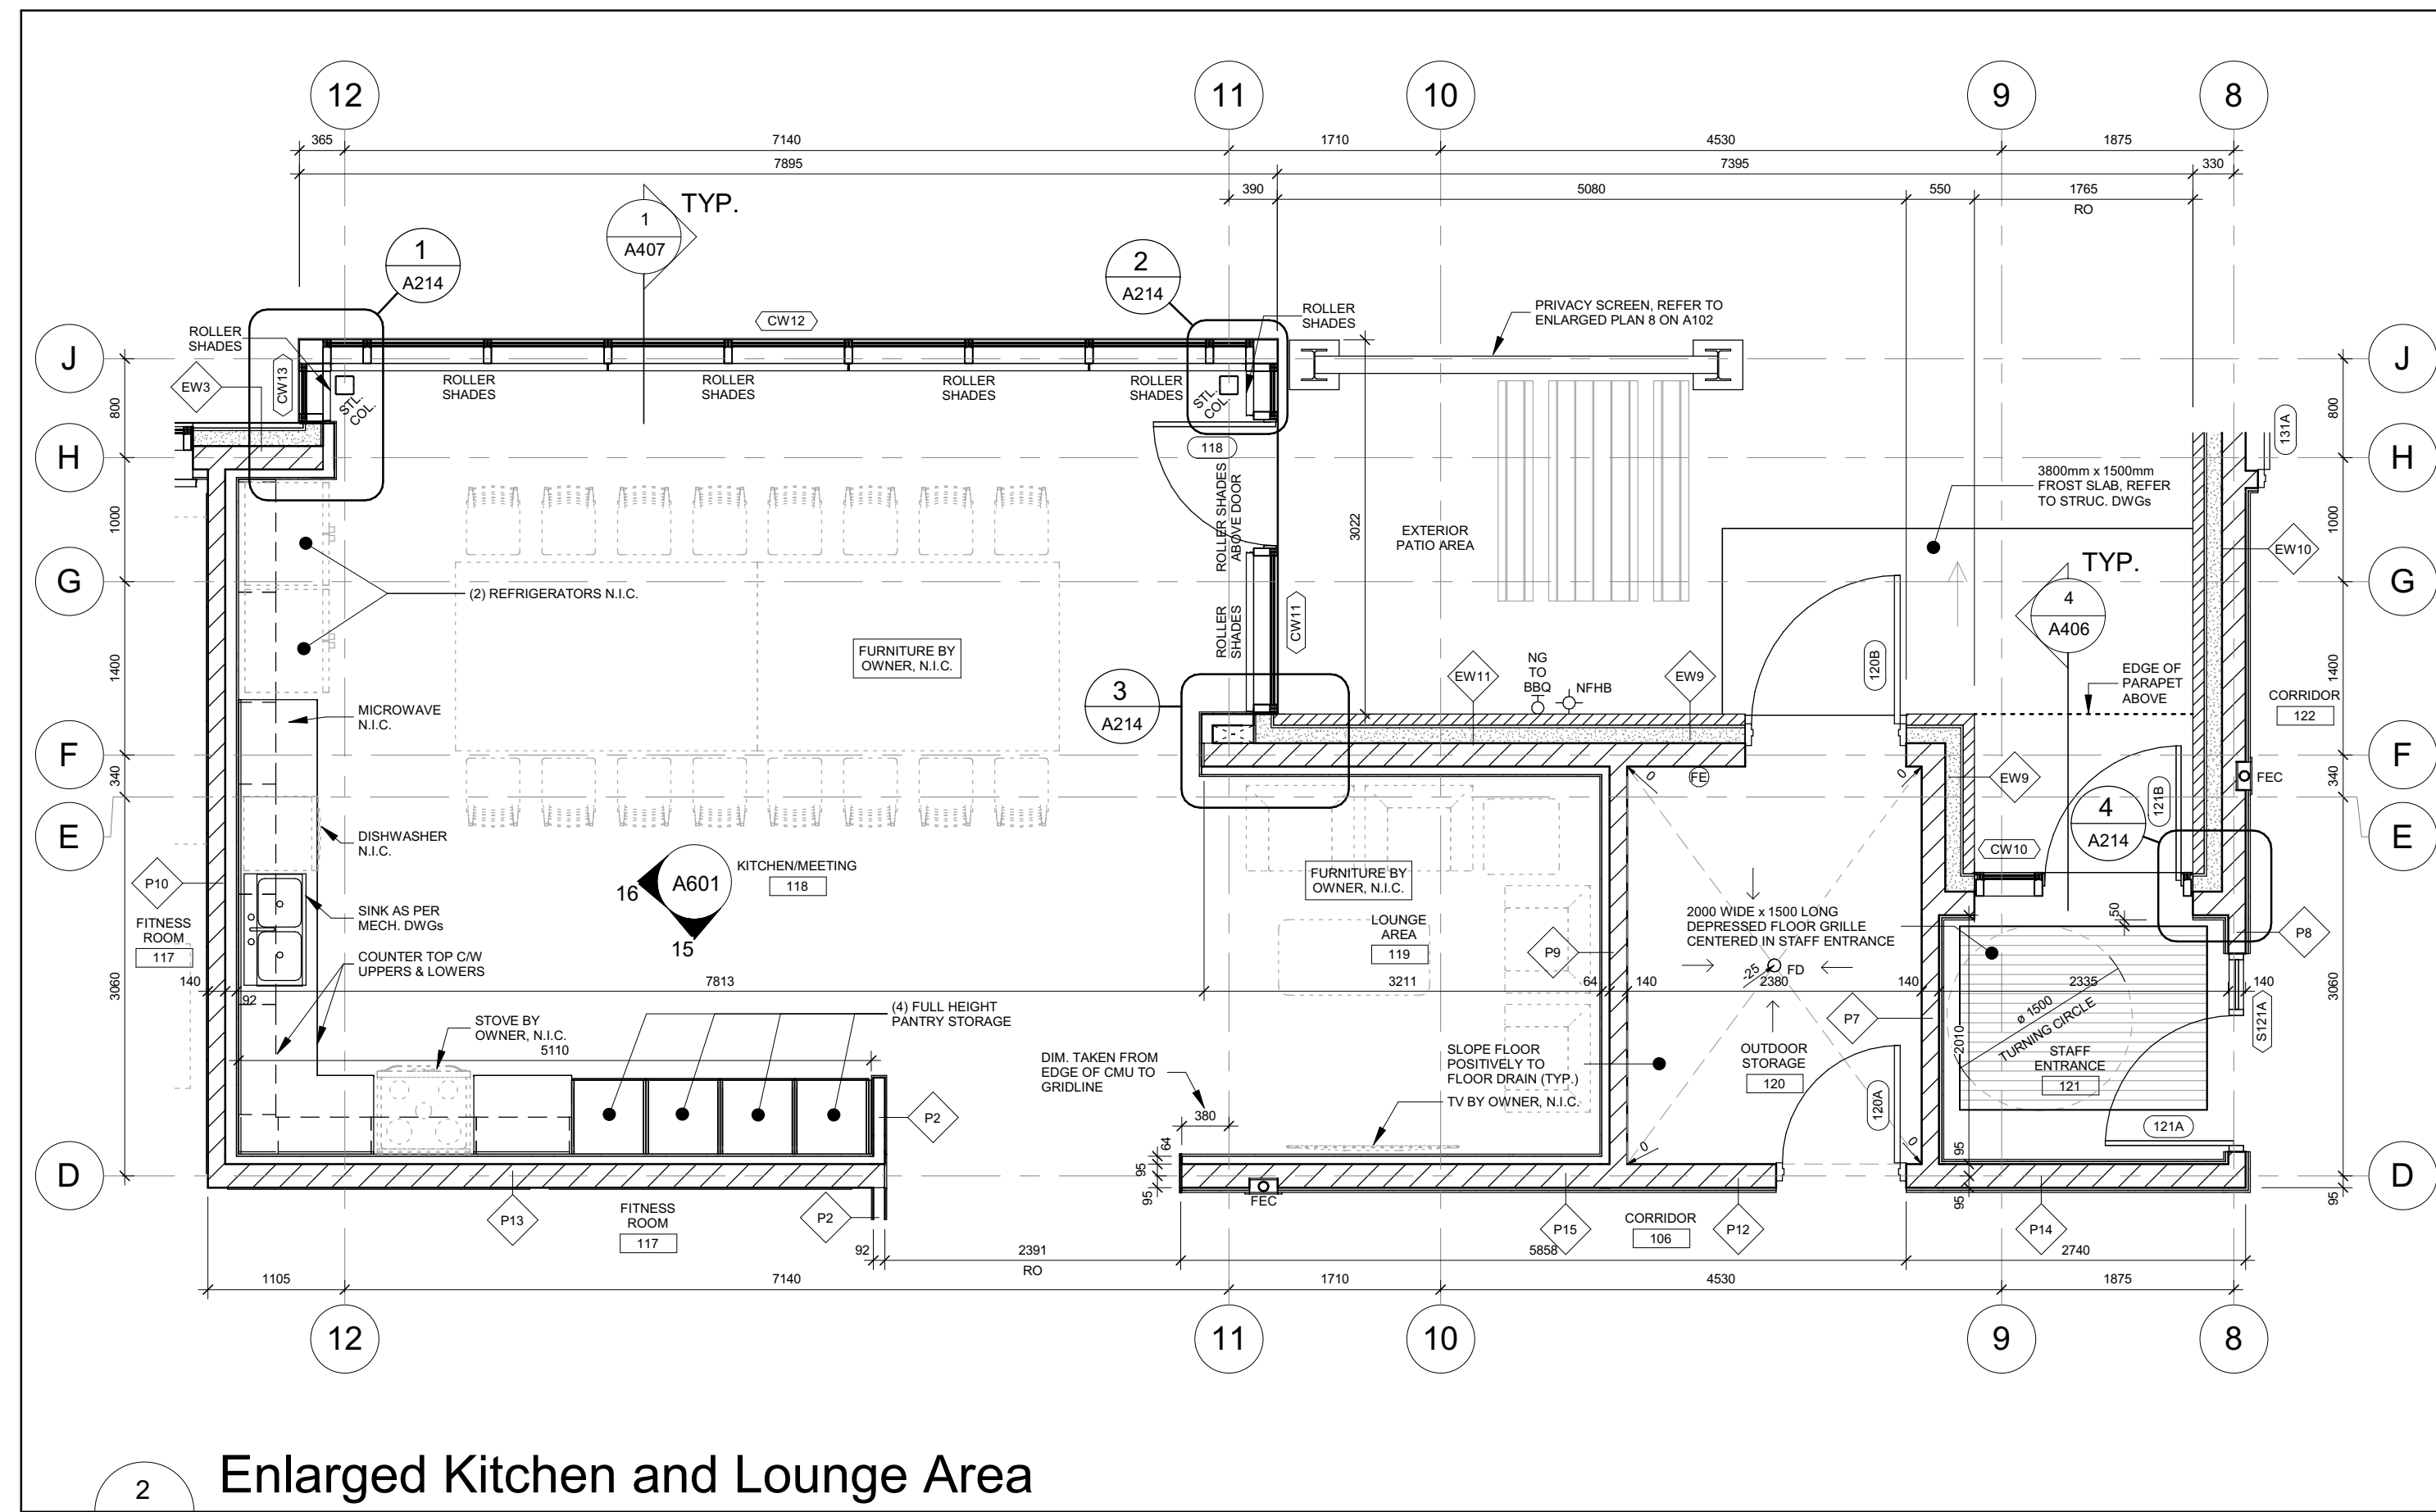 12
11
10
9
8
365
7140
1710
4530
1875
7895
7395
330
390
5080
550
1765
RO
1
A407
TYP.
1
A214
2
A214
CW12
ROLLER
SHADES
ROLLER
SHADES
PRIVACY SCREEN, REFER TO
ENLARGED PLAN 8 ON A102
J
J
EW3
CW13
STL.
COL.
ROLLER
SHADES
ROLLER
SHADES
ROLLER
SHADES
ROLLER
SHADES
STL.
COL.
800
800
131A
118
H
H
ROLLER SHADES
ABOVE DOOR
3800mm x 1500mm
FROST SLAB, REFER
TO STRUC. DWGs
1000
3022
EXTERIOR
PATIO AREA
1000
TYP.
EW10
G
G
(2) REFRIGERATORS N.I.C.
4
A406
ROLLER
SHADES
CW11
FURNITURE BY
OWNER, N.I.C.
1400
NG
TO
BBQ
NFHB
EW11
EW9
120B
EDGE OF
PARAPET
ABOVE
1400
CORRIDOR
122
3
A214
MICROWAVE
N.I.C.
F
F
340
FE
0
0
EW9
FEC
340
121B
4
A214
E
E
DISHWASHER
N.I.C.
KITCHEN/MEETING
118
A601
16
15
P10
CW10
FURNITURE BY
OWNER, N.I.C.
FITNESS
ROOM
117
SINK AS PER
MECH. DWGs
LOUNGE
AREA
119
2000 WIDE x 1500 LONG
DEPRESSED FLOOR GRILLE
CENTERED IN STAFF ENTRANCE
50
P8
P9
COUNTER TOP C/W
UPPERS & LOWERS
-25
FD
3060
140
92
7813
3211
64
140
2380
140
2335
140
3060
(4) FULL HEIGHT
PANTRY STORAGE
STOVE BY
OWNER, N.I.C.
5110
P7
ø 1500
TURNING CIRCLE
2010
S121A
DIM. TAKEN FROM
EDGE OF CMU TO
GRIDLINE
SLOPE FLOOR
POSITIVELY TO
FLOOR DRAIN (TYP.)
OUTDOOR
STORAGE
120
STAFF
ENTRANCE
121
TV BY OWNER, N.I.C.
380
P2
120A
121A
64
0
0
95
D
95
95
D
FEC
95
95
P13
FITNESS
ROOM
117
P2
P15
CORRIDOR
106
P12
P14
92
2391
RO
5858
2740
1105
7140
1710
4530
1875
12
11
10
9
8
2
Enlarged Kitchen and Lounge Area